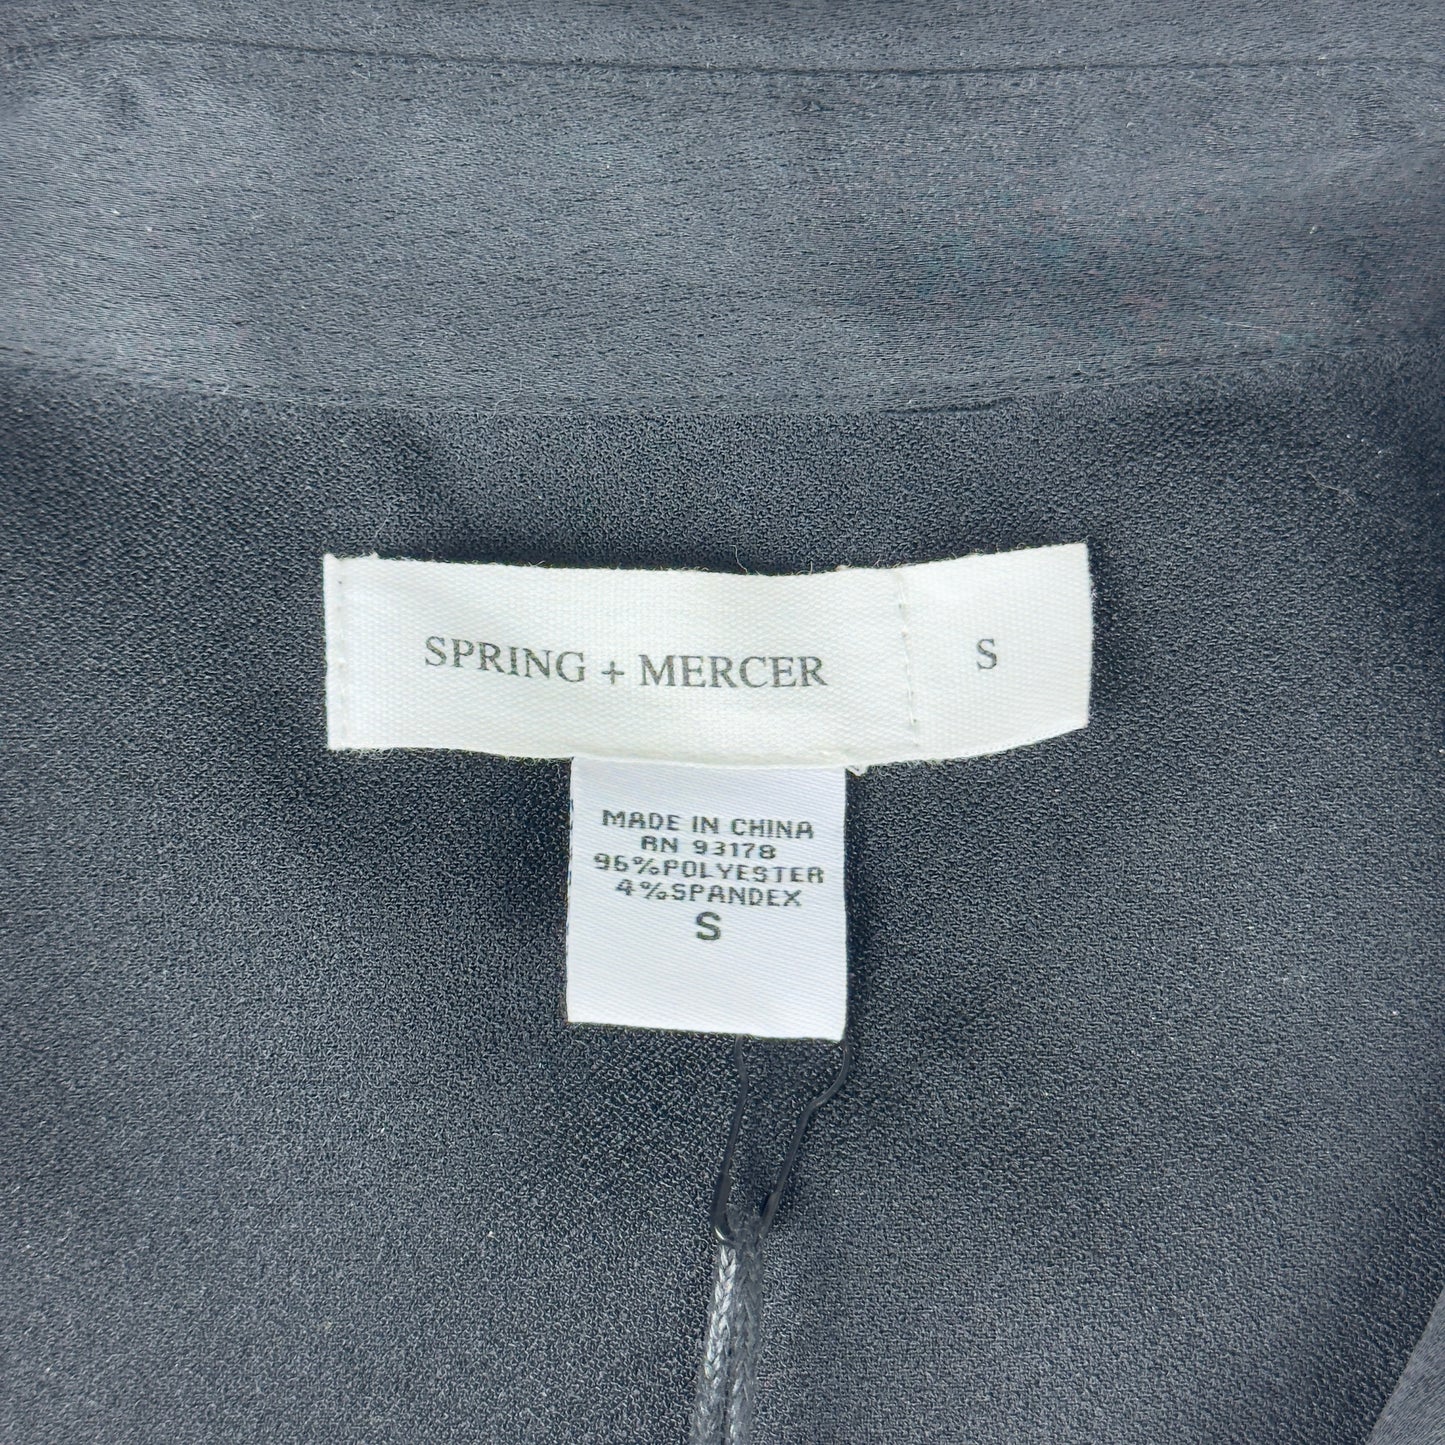 SPRING + MERCER
S
MADE IN CHINA
RN 93178
96%POLYESTER
4%SPANDEX
S